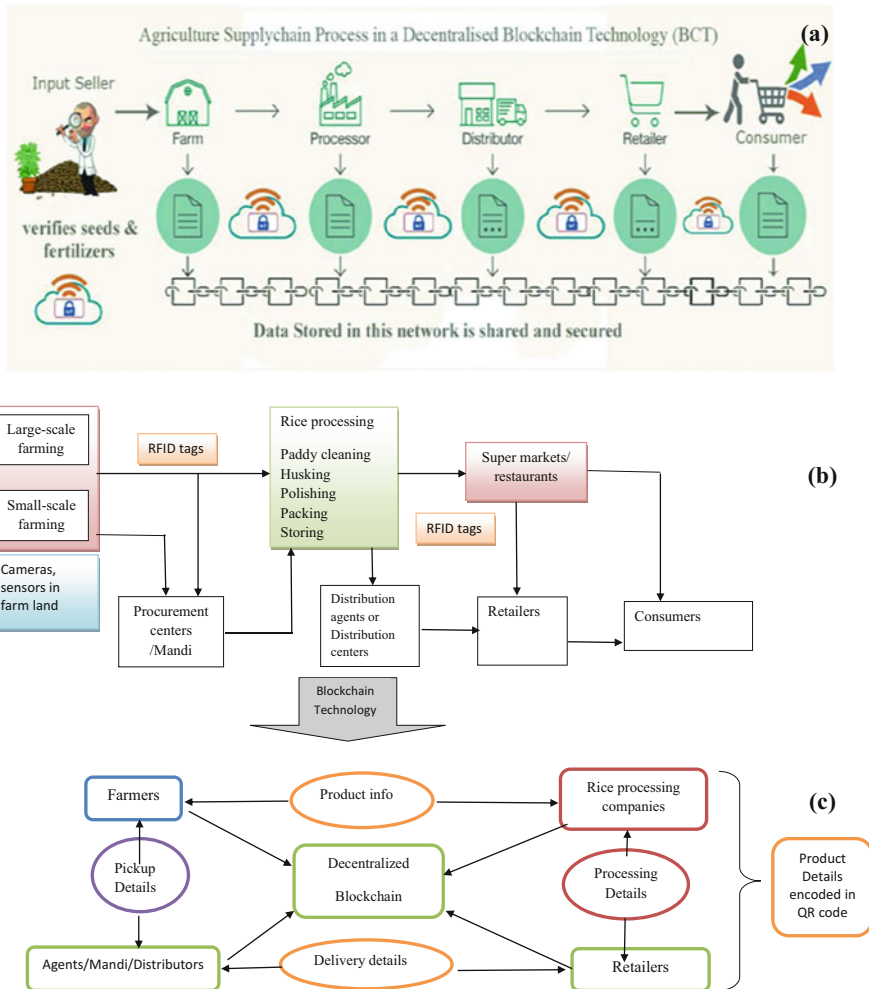 Agriculture Supplychain Process in a Decentralised Blockchain Technology (BCT)
(a)
Input Seller
Farm
Processor
Distributor
Retailer
Consumer
verifies seeds &
fertilizers
Data Stored in this network is shared and secured
(b)
Large-scale
farming
Small-scale
farming
Cameras,
sensors in
farm land
RFID tags
Procurement
centers
/Mandi
Rice processing
Paddy cleaning
Husking
Polishing
Packing
Storing
RFID tags
Distribution
agents or
Distribution
centers
Super markets/
restaurants
Retailers
Consumers
Blockchain
Technology
(c)
Farmers
Product info
Rice processing
companies
Pickup
Details
Decentralized
Blockchain
Processing
Details
Product
Details
encoded in
QR code
Agents/Mandi/Distributors
Delivery details
Retailers